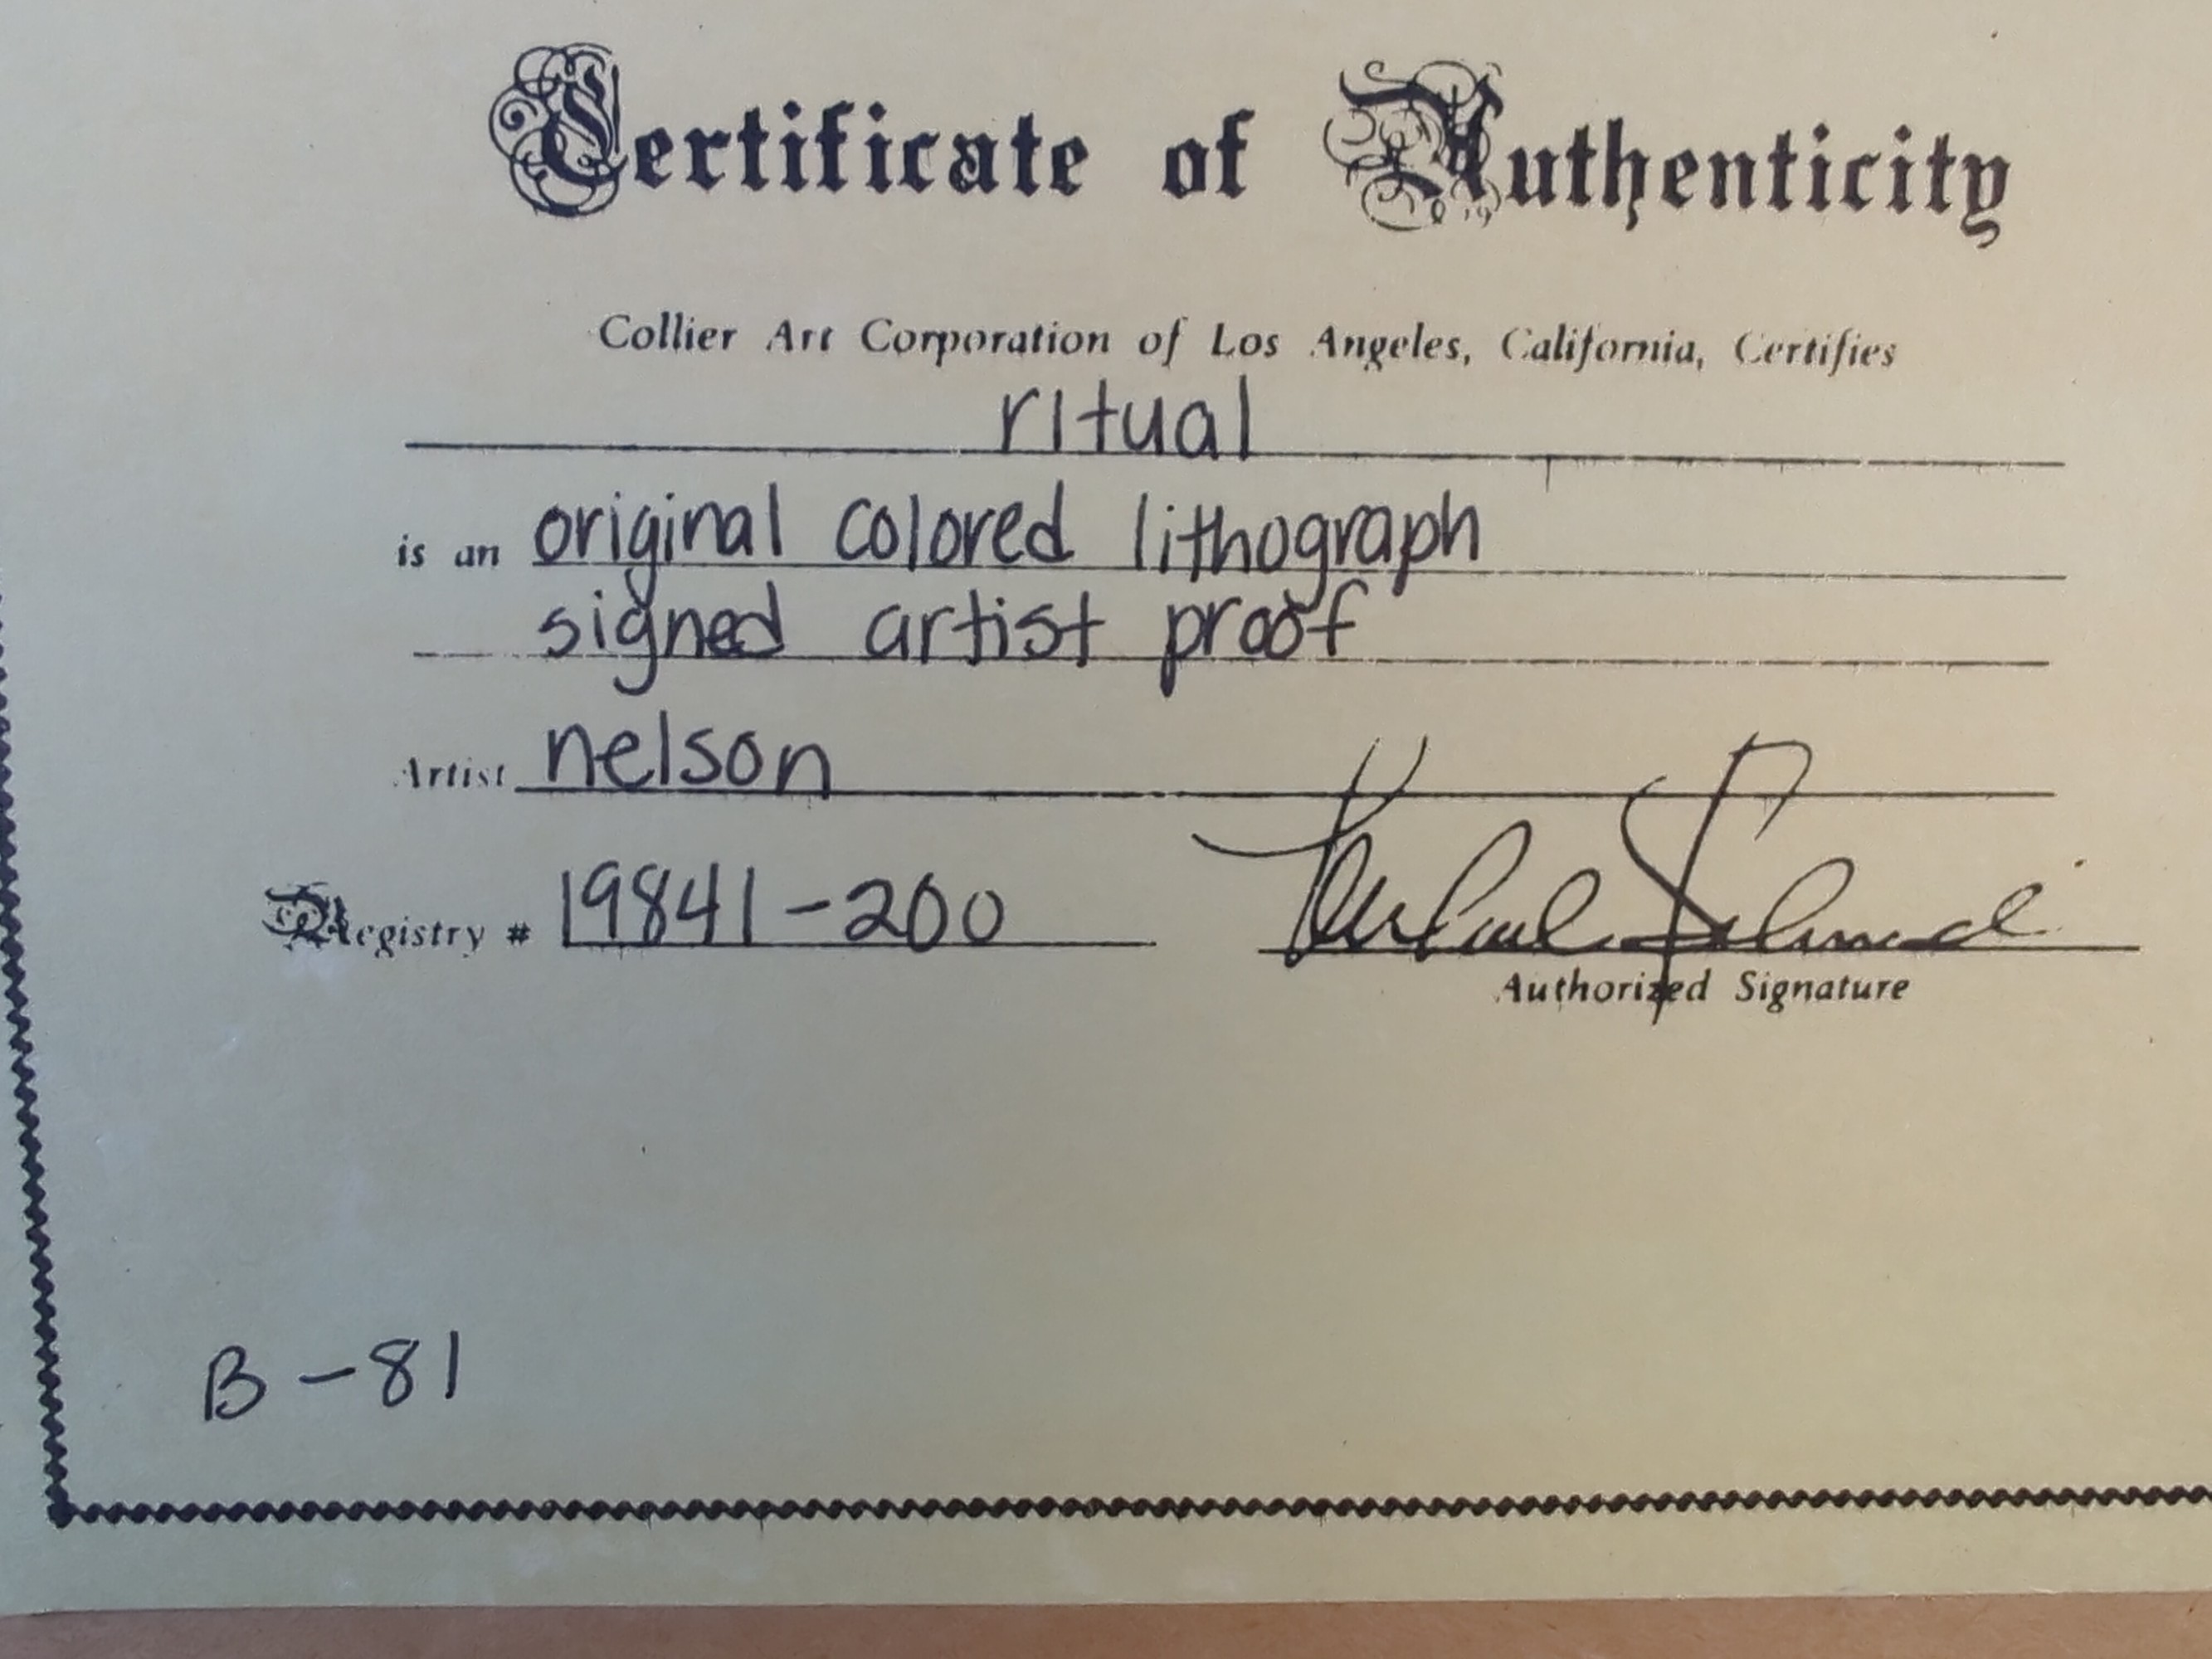 Certificate of Authenticity
Collier Art Corporation of Los Angeles, California, Certifies
ritual
is an original colored lithograph
signed artist proof
Artist nelson
Registry # 19841-200
Authorized Signature
B-81